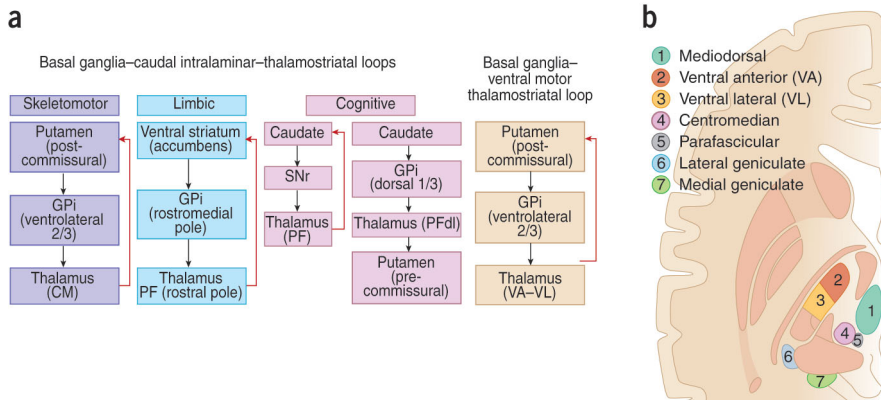 a
Basal ganglia–caudal intralaminar–thalamostriatal loops
Skeletomotor
Putamen
(post-
commissural)
GPi
(ventrolateral
2/3)
Thalamus
(CM)
Limbic
Ventral striatum
(accumbens)
GPi
(rostromedial
pole)
Thalamus
PF (rostral pole)
Cognitive
Caudate
SNr
Thalamus
(PF)
Caudate
GPi
(dorsal 1/3)
Thalamus (PFdl)
Putamen
(pre-
commissural)
Basal ganglia–
ventral motor
thalamostriatal loop
Putamen
(post-
commissural)
GPi
(ventrolateral
2/3)
Thalamus
(VA–VL)
b
1 Mediodorsal
2 Ventral anterior (VA)
3 Ventral lateral (VL)
4 Centromedian
5 Parafascicular
6 Lateral geniculate
7 Medial geniculate
2
3
1
4
5
6
7